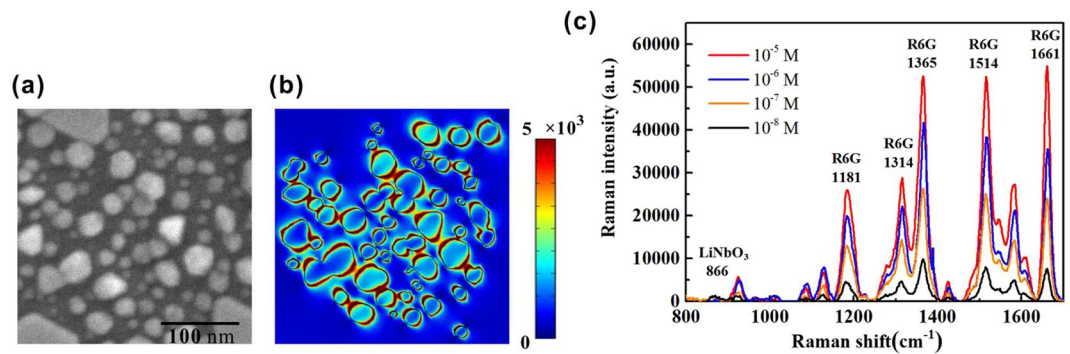 (a)
100 nm
(b)
5 ×10³
0
(c)
Raman intensity (a.u.)
60000
50000
40000
30000
20000
10000
0
10⁻⁵ M
10⁻⁶ M
10⁻⁷ M
10⁻⁸ M
LiNbO₃
866
R6G
1181
R6G
1314
R6G
1365
R6G
1514
R6G
1661
800 1000 1200 1400 1600
Raman shift(cm⁻¹)